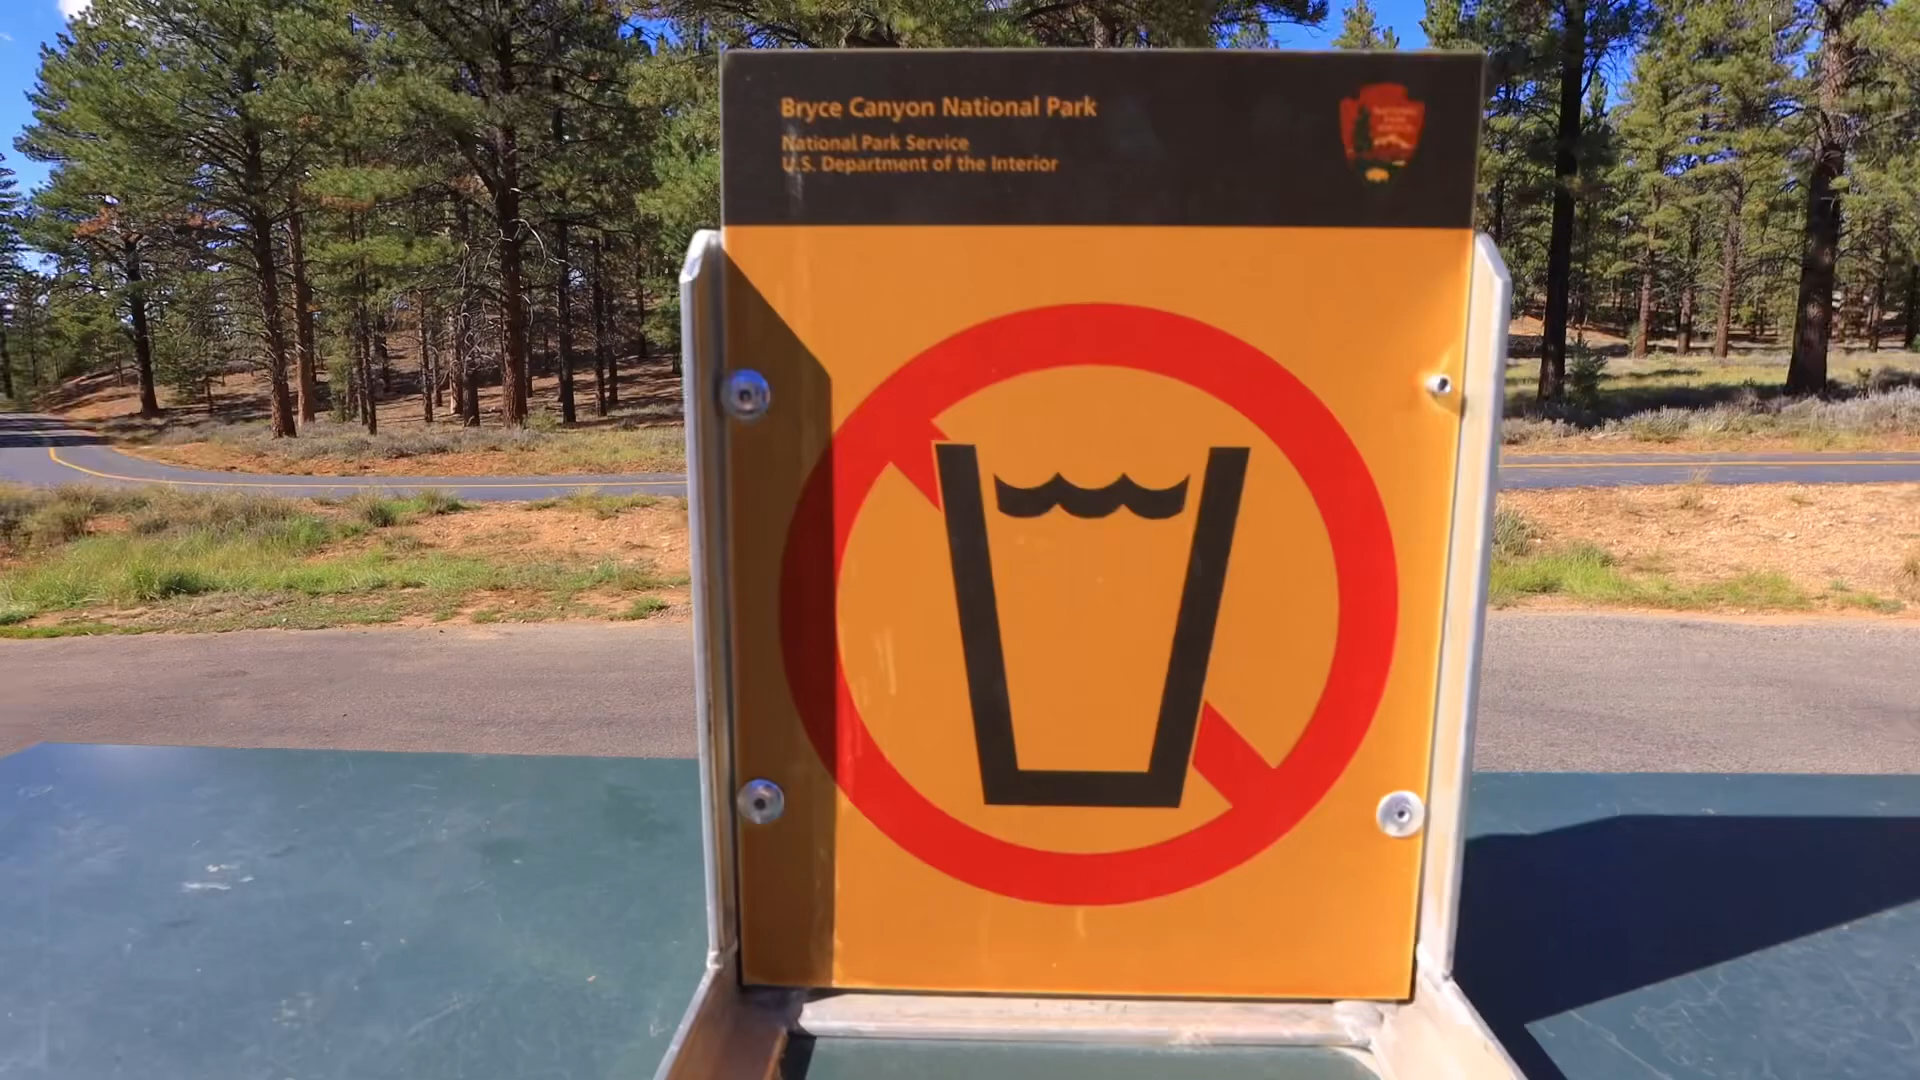 Bryce Canyon National Park
National Park Service
U.S. Department of the Interior